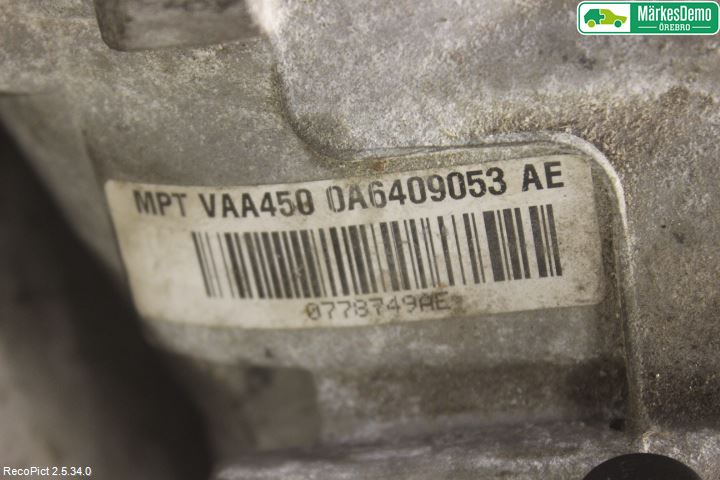 MärkesDemo
ÖREBRO
MPT VAA450 0A6409053 AE
0778749AE
RecoPict 2.5.34.0